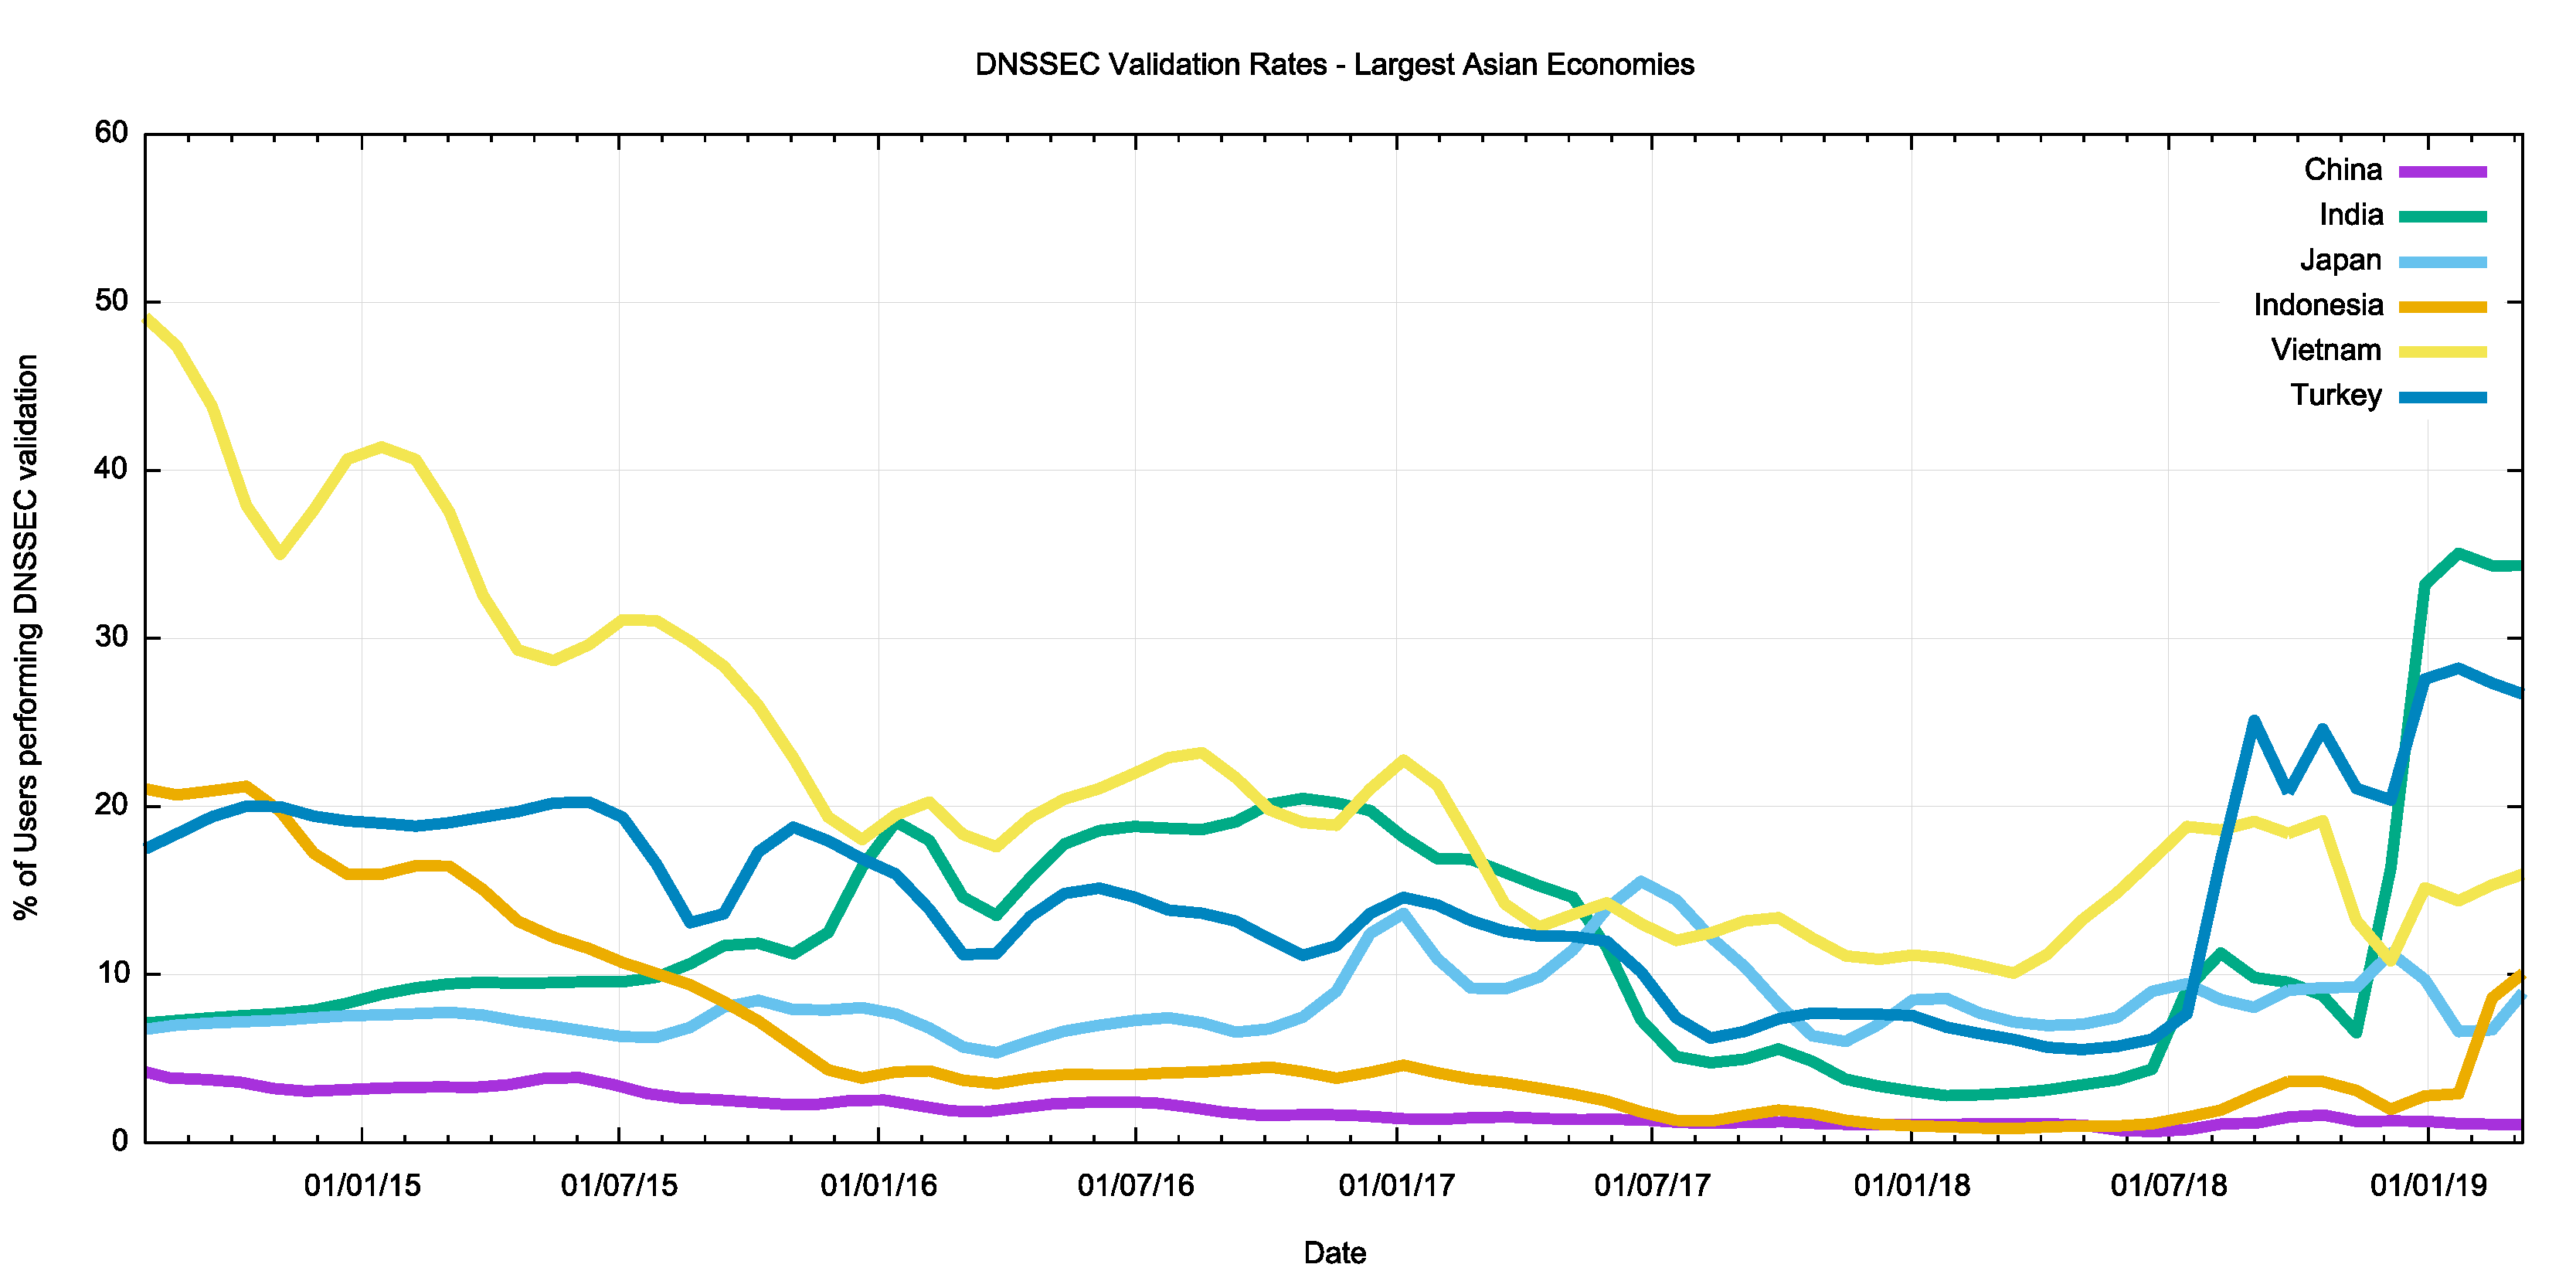 DNSSEC Validation Rates - Largest Asian Economies
60
50
40
30
20
10
0
% of Users performing DNSSEC validation
China
India
Japan
Indonesia
Vietnam
Turkey
01/01/15 01/07/15 01/01/16 01/07/16 01/01/17 01/07/17 01/01/18 01/07/18 01/01/19
Date